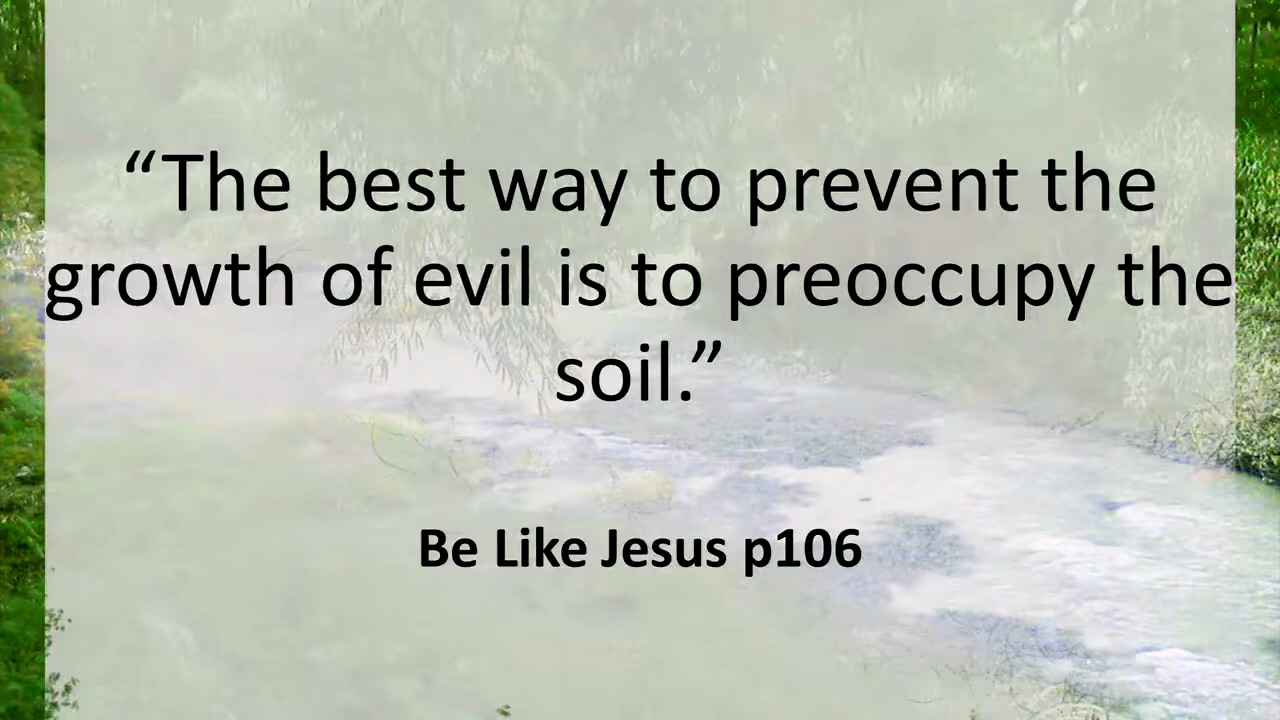 “The best way to prevent the
growth of evil is to preoccupy the
soil.”
Be Like Jesus p106